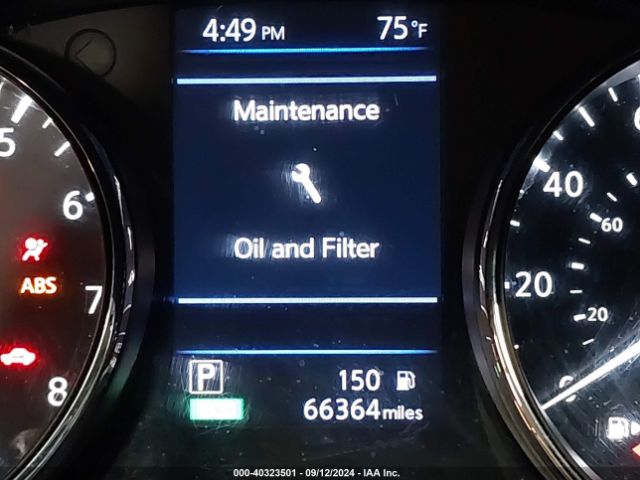 4:49 PM 75°F
Maintenance
Oil and Filter
5
6
7
8
ABS
40
60
20
20
0
P
150
66364 miles
000-40323501 - 09/12/2024 - IAA Inc.